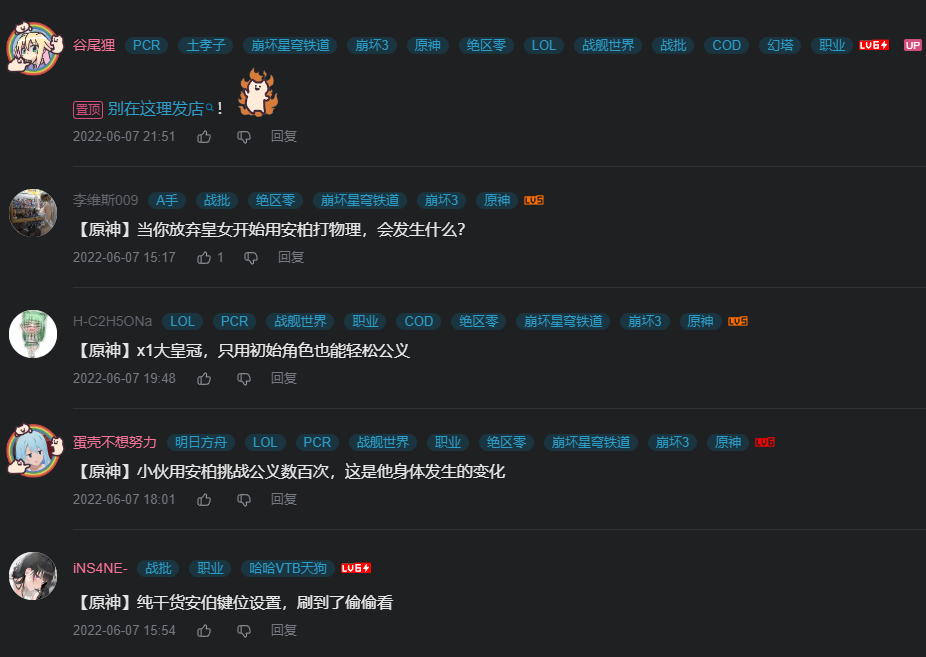 谷尾狸 PCR 土孝子 崩坏星穹铁道 崩坏3 原神 绝区零 LOL 战舰世界 战批 COD 幻塔 职业 LV6 UP
置顶 别在这理发店！
2022-06-07 21:51 回复
李维斯009 A手 战批 绝区零 崩坏星穹铁道 崩坏3 原神 LV5
【原神】当你放弃皇女开始用安柏打物理，会发生什么?
2022-06-07 15:17 1 回复
H-C2H5ONa LOL PCR 战舰世界 职业 COD 绝区零 崩坏星穹铁道 崩坏3 原神 LV5
【原神】x1大皇冠，只用初始角色也能轻松公义
2022-06-07 19:48 回复
蛋壳不想努力 明日方舟 LOL PCR 战舰世界 职业 绝区零 崩坏星穹铁道 崩坏3 原神 LV6
【原神】小伙用安柏挑战公义数百次，这是他身体发生的变化
2022-06-07 18:01 回复
iNS4NE- 战批 职业 哈哈VTB天狗 LV6
【原神】纯干货安伯键位设置，刷到了偷偷看
2022-06-07 15:54 回复